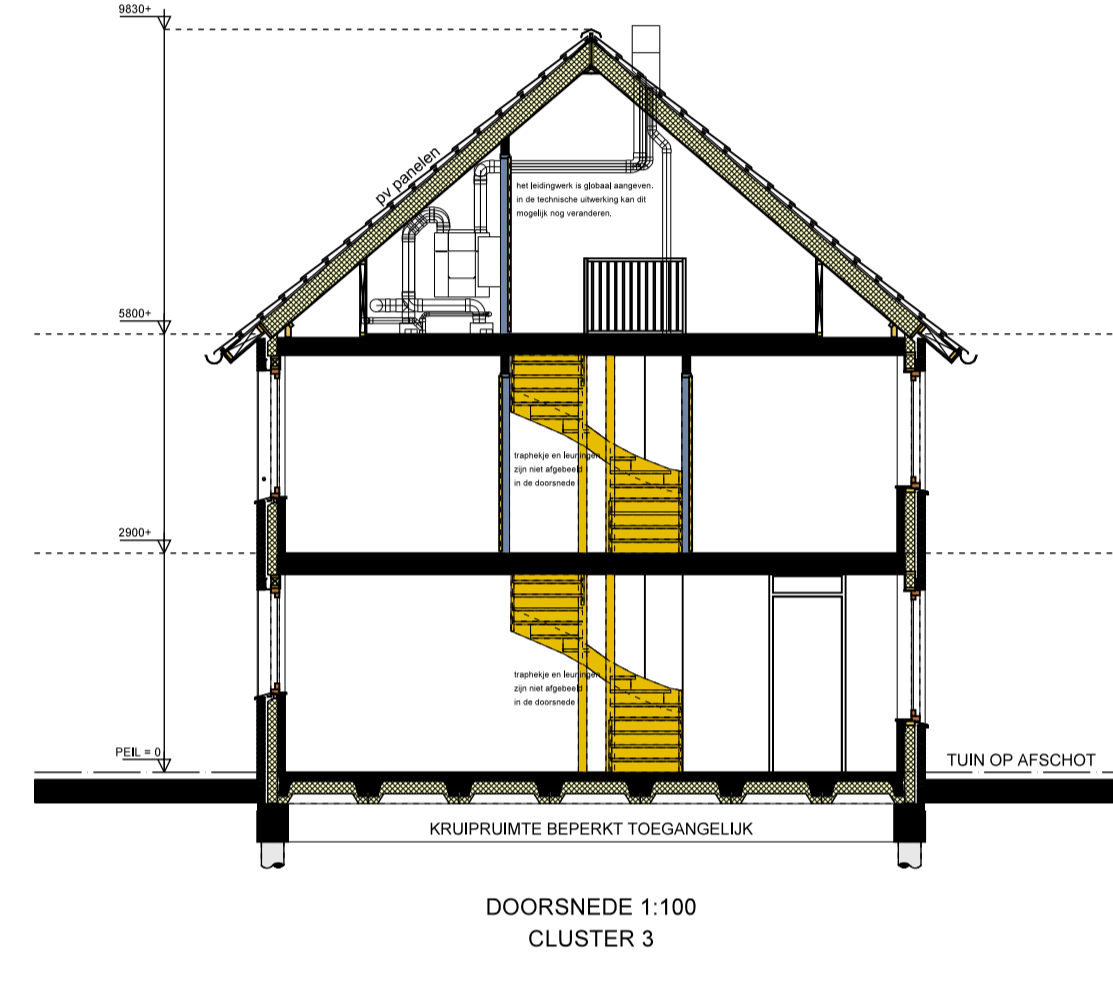 9830+
pv panelen
het leidingwerk is globaal aangeven.
in de technische uitwerking kan dit
mogelijk nog veranderen.
5800+
traphekje en leuningen
zijn niet afgebeeld
in de doorsnede
2900+
traphekje en leuningen
zijn niet afgebeeld
in de doorsnede
PEIL = 0
TUIN OP AFSCHOT
KRUIPRUIMTE BEPERKT TOEGANGELIJK
DOORSNEDE 1:100
CLUSTER 3